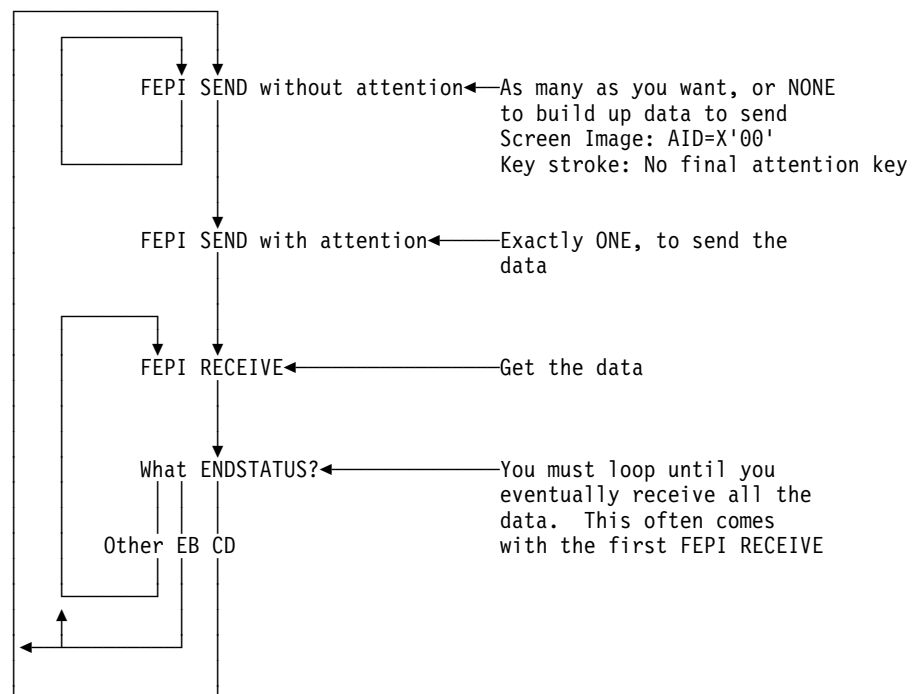 FEPI SEND without attention
As many as you want, or NONE
to build up data to send
Screen Image: AID=X'00'
Key stroke: No final attention key
FEPI SEND with attention
Exactly ONE, to send the
data
FEPI RECEIVE
Get the data
What ENDSTATUS?
You must loop until you
eventually receive all the
data. This often comes
with the first FEPI RECEIVE
Other EB CD